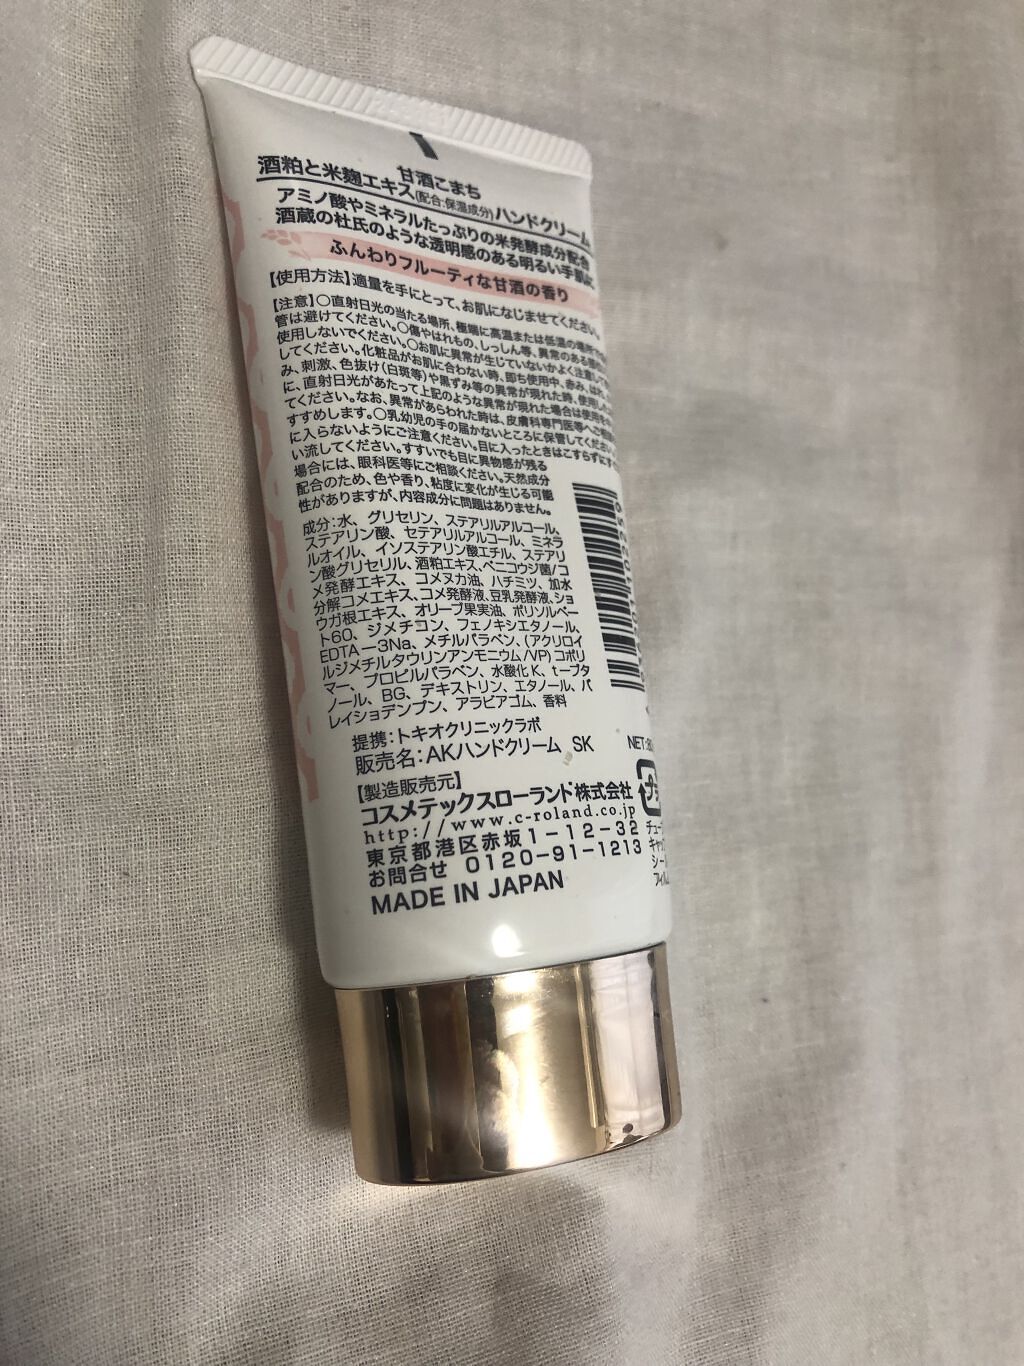 甘酒こまち
酒粕と米麹エキス(配合:保湿成分)ハンドクリーム
アミノ酸やミネラルたっぷりの米発酵成分配合
酒蔵の杜氏のような透明感のある明るい手肌に
ふんわりフルーティな甘酒の香り
【使用方法】適量を手にとって、お肌になじませてください。
【注意】○直射日光の当たる場所、極端に高温または低温の場所
管は避けてください。○傷やはれもの、しっしん等、異常のある
使用しないでください。○お肌に異常が生じていないかよく注意して
してください。化粧品がお肌に合わない時、即ち使用中、赤み、
み、刺激、色抜け(白斑等)や黒ずみ等の異常が現れた時、使用
に、直射日光があたって上記のような異常が現れた場合は使用を
てください。なお、異常があらわれた時は、皮膚科専門医等へ
すすめします。○乳幼児の手の届かないところに保管してください
に入らないようにご注意ください。目に入ったときはこすらずにす
い流してください。すすいでも目に異物感が残る
場合には、眼科医等にご相談ください。天然成分
配合のため、色や香り、粘度に変化が生じる可能
性がありますが、内容成分に問題はありません。
成分:水、グリセリン、ステアリルアルコール、
ステアリン酸、セテアリルアルコール、ミネラ
ルオイル、イソステアリン酸エチル、ステアリ
ン酸グリセリル、酒粕エキス、ベニコウジ菌/コ
メ発酵エキス、コメヌカ油、ハチミツ、加水
分解コメエキス、コメ発酵液、豆乳発酵液、ショ
ウガ根エキス、オリーブ果実油、ポリソルベー
ト60、ジメチコン、フェノキシエタノール、
EDTA－3Na、メチルパラベン、(アクリロイ
ルジメチルタウリンアンモニウム/VP)コポリ
マー、プロピルパラベン、水酸化K、t－ブタ
ノール、BG、デキストリン、エタノール、バ
レイショデンプン、アラビアゴム、香料
提携:トキオクリニックラボ
販売名:AKハンドクリーム SK
NET:80
【製造販売元】
コスメテックスローランド株式会社
http://www.c-roland.co.jp
東京都港区赤坂1-12-32
お問合せ 0120-91-1213
MADE IN JAPAN
プ
チュー
キャッ
シー